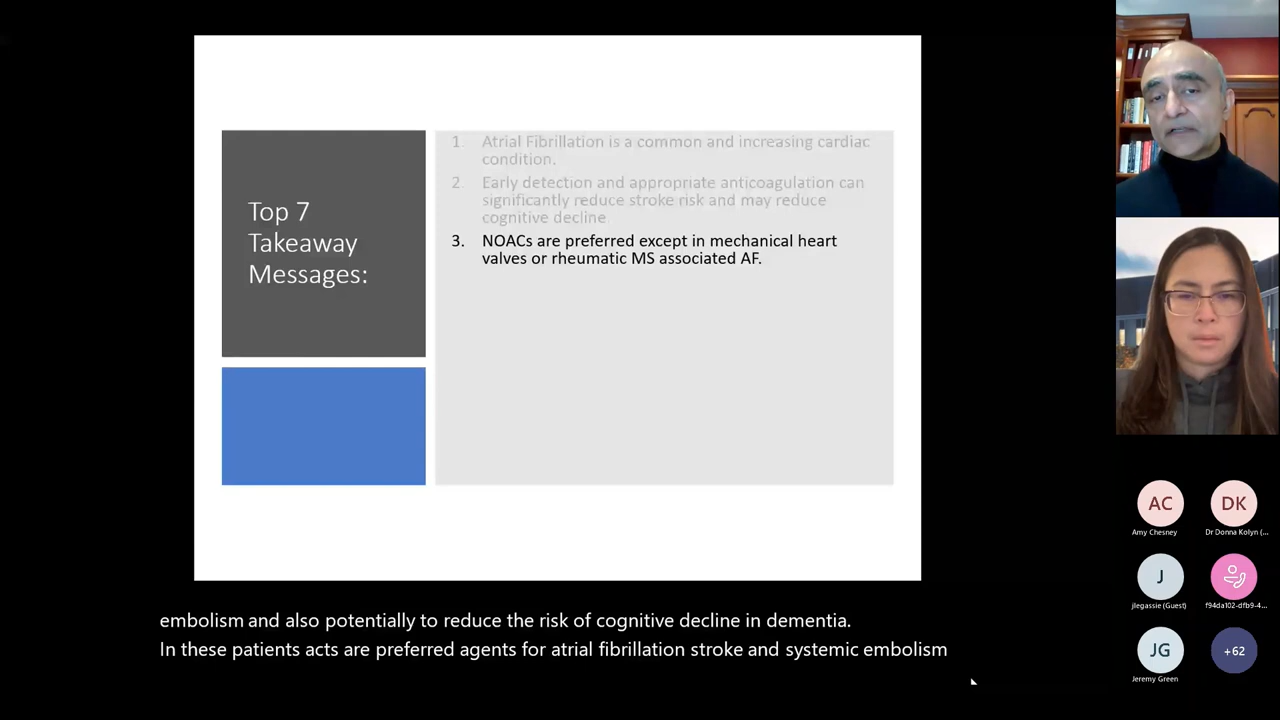 Top 7
Takeaway
Messages:
1. Atrial Fibrillation is a common and increasing cardiac
condition.
2. Early detection and appropriate anticoagulation can
significantly reduce stroke risk and may reduce
cognitive decline
3. NOACs are preferred except in mechanical heart
valves or rheumatic MS associated AF.
embolism and also potentially to reduce the risk of cognitive decline in dementia.
In these patients acts are preferred agents for atrial fibrillation stroke and systemic embolism
AC
Amy Chesney
DK
Dr Donna Kolyn (...
J
jlegassie (Guest)
f94da102-dfb9-4...
JG
Jeremy Green
+62